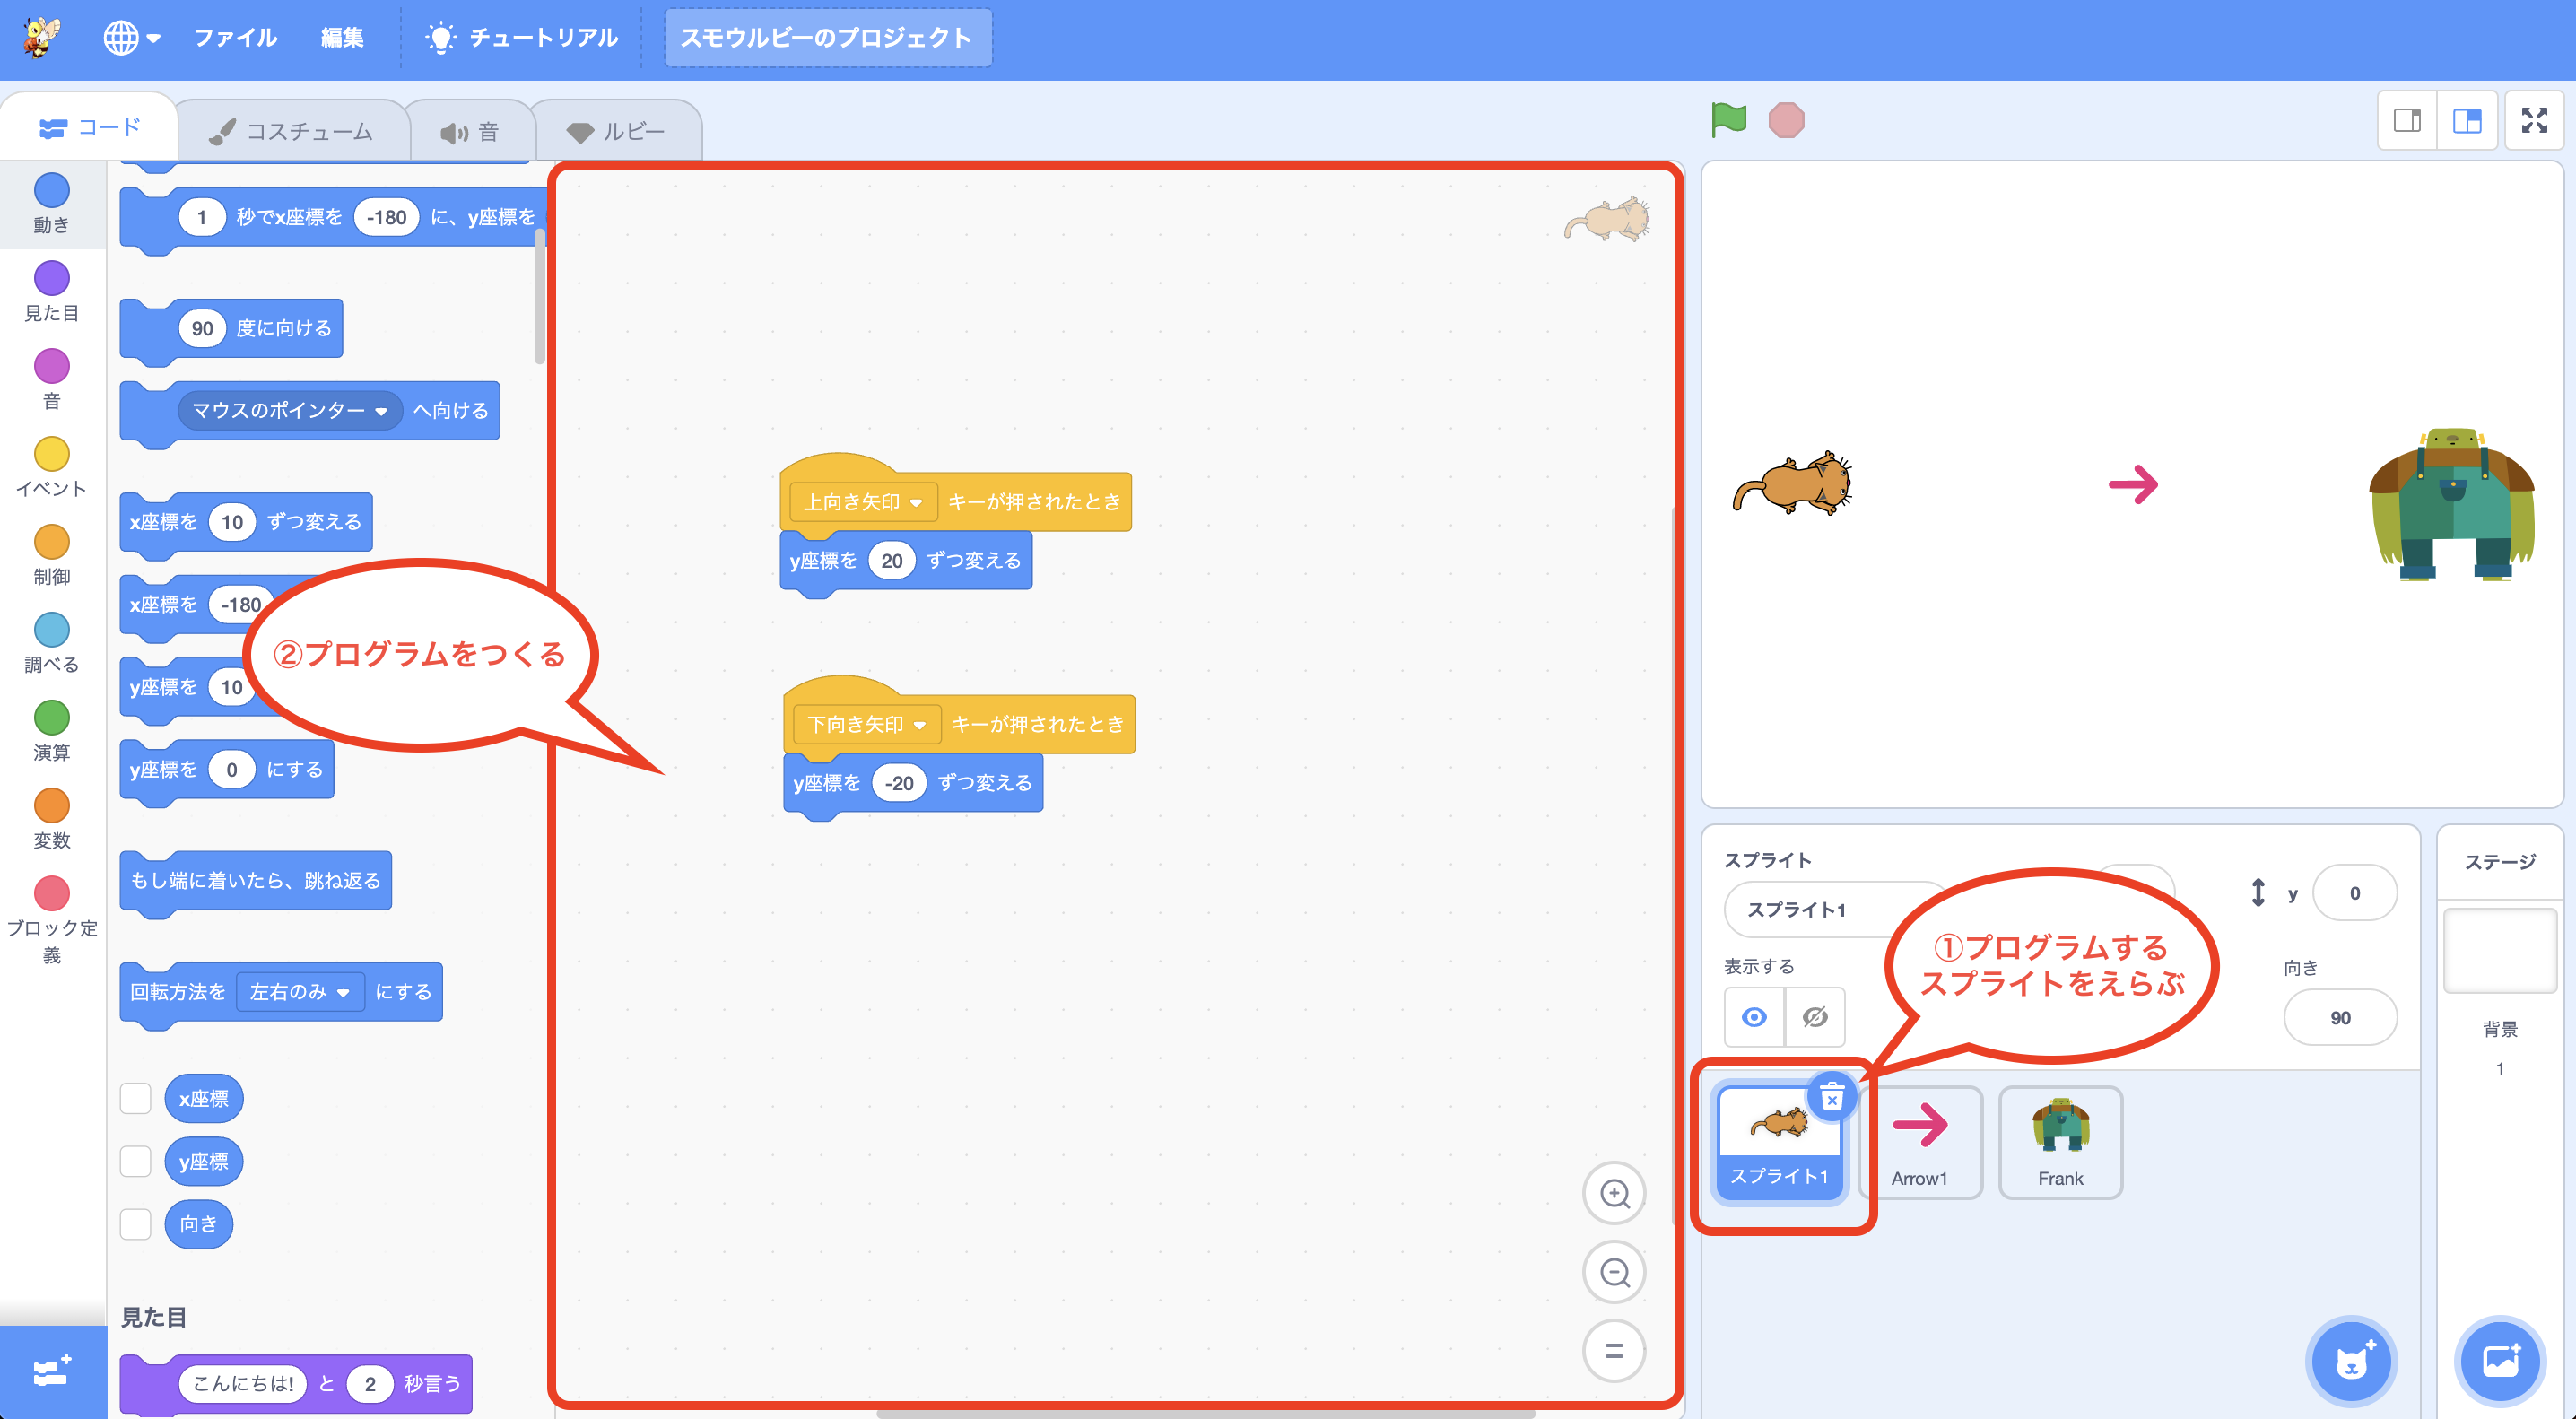 ファイル
編集
チュートリアル
スモウルビーのプロジェクト
コード
コスチューム
音
ルビー
動き
見た目
音
イベント
制御
調べる
演算
変数
ブロック定
義
1 秒でx座標を -180 に、y座標を
90 度に向ける
マウスのポインター へ向ける
x座標を 10 ずつ変える
x座標を -180
y座標を 10
y座標を 0 にする
もし端に着いたら、跳ね返る
回転方法を 左右のみ にする
x座標
y座標
向き
見た目
こんにちは! と 2 秒言う
②プログラムをつくる
上向き矢印 キーが押されたとき
y座標を 20 ずつ変える
下向き矢印 キーが押されたとき
y座標を -20 ずつ変える
スプライト
スプライト1
y 0
表示する
向き
90
①プログラムする
スプライトをえらぶ
スプライト1
Arrow1
Frank
ステージ
背景
1